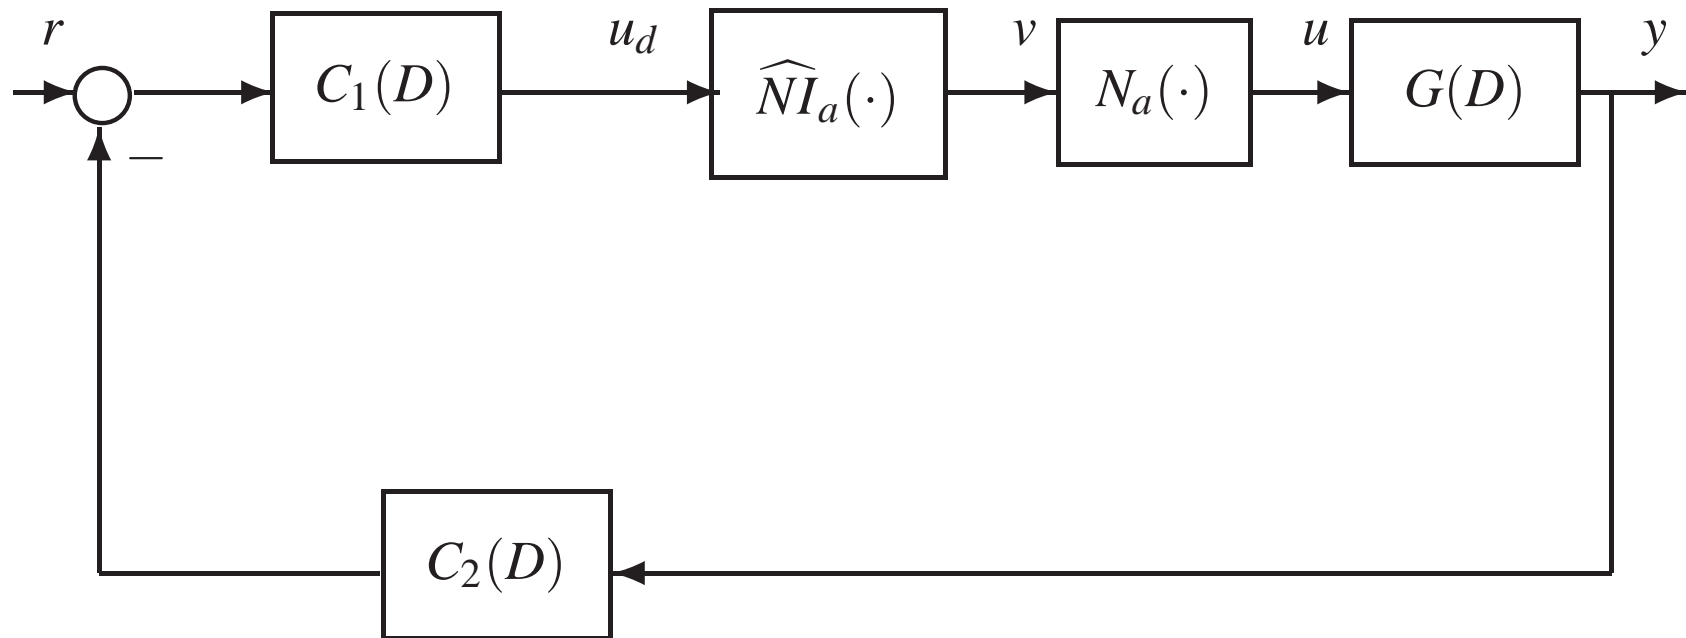 r
u_d
v
u
y
C_1(D)
\widehat{NI}_a(·)
N_a(·)
G(D)
−
C_2(D)